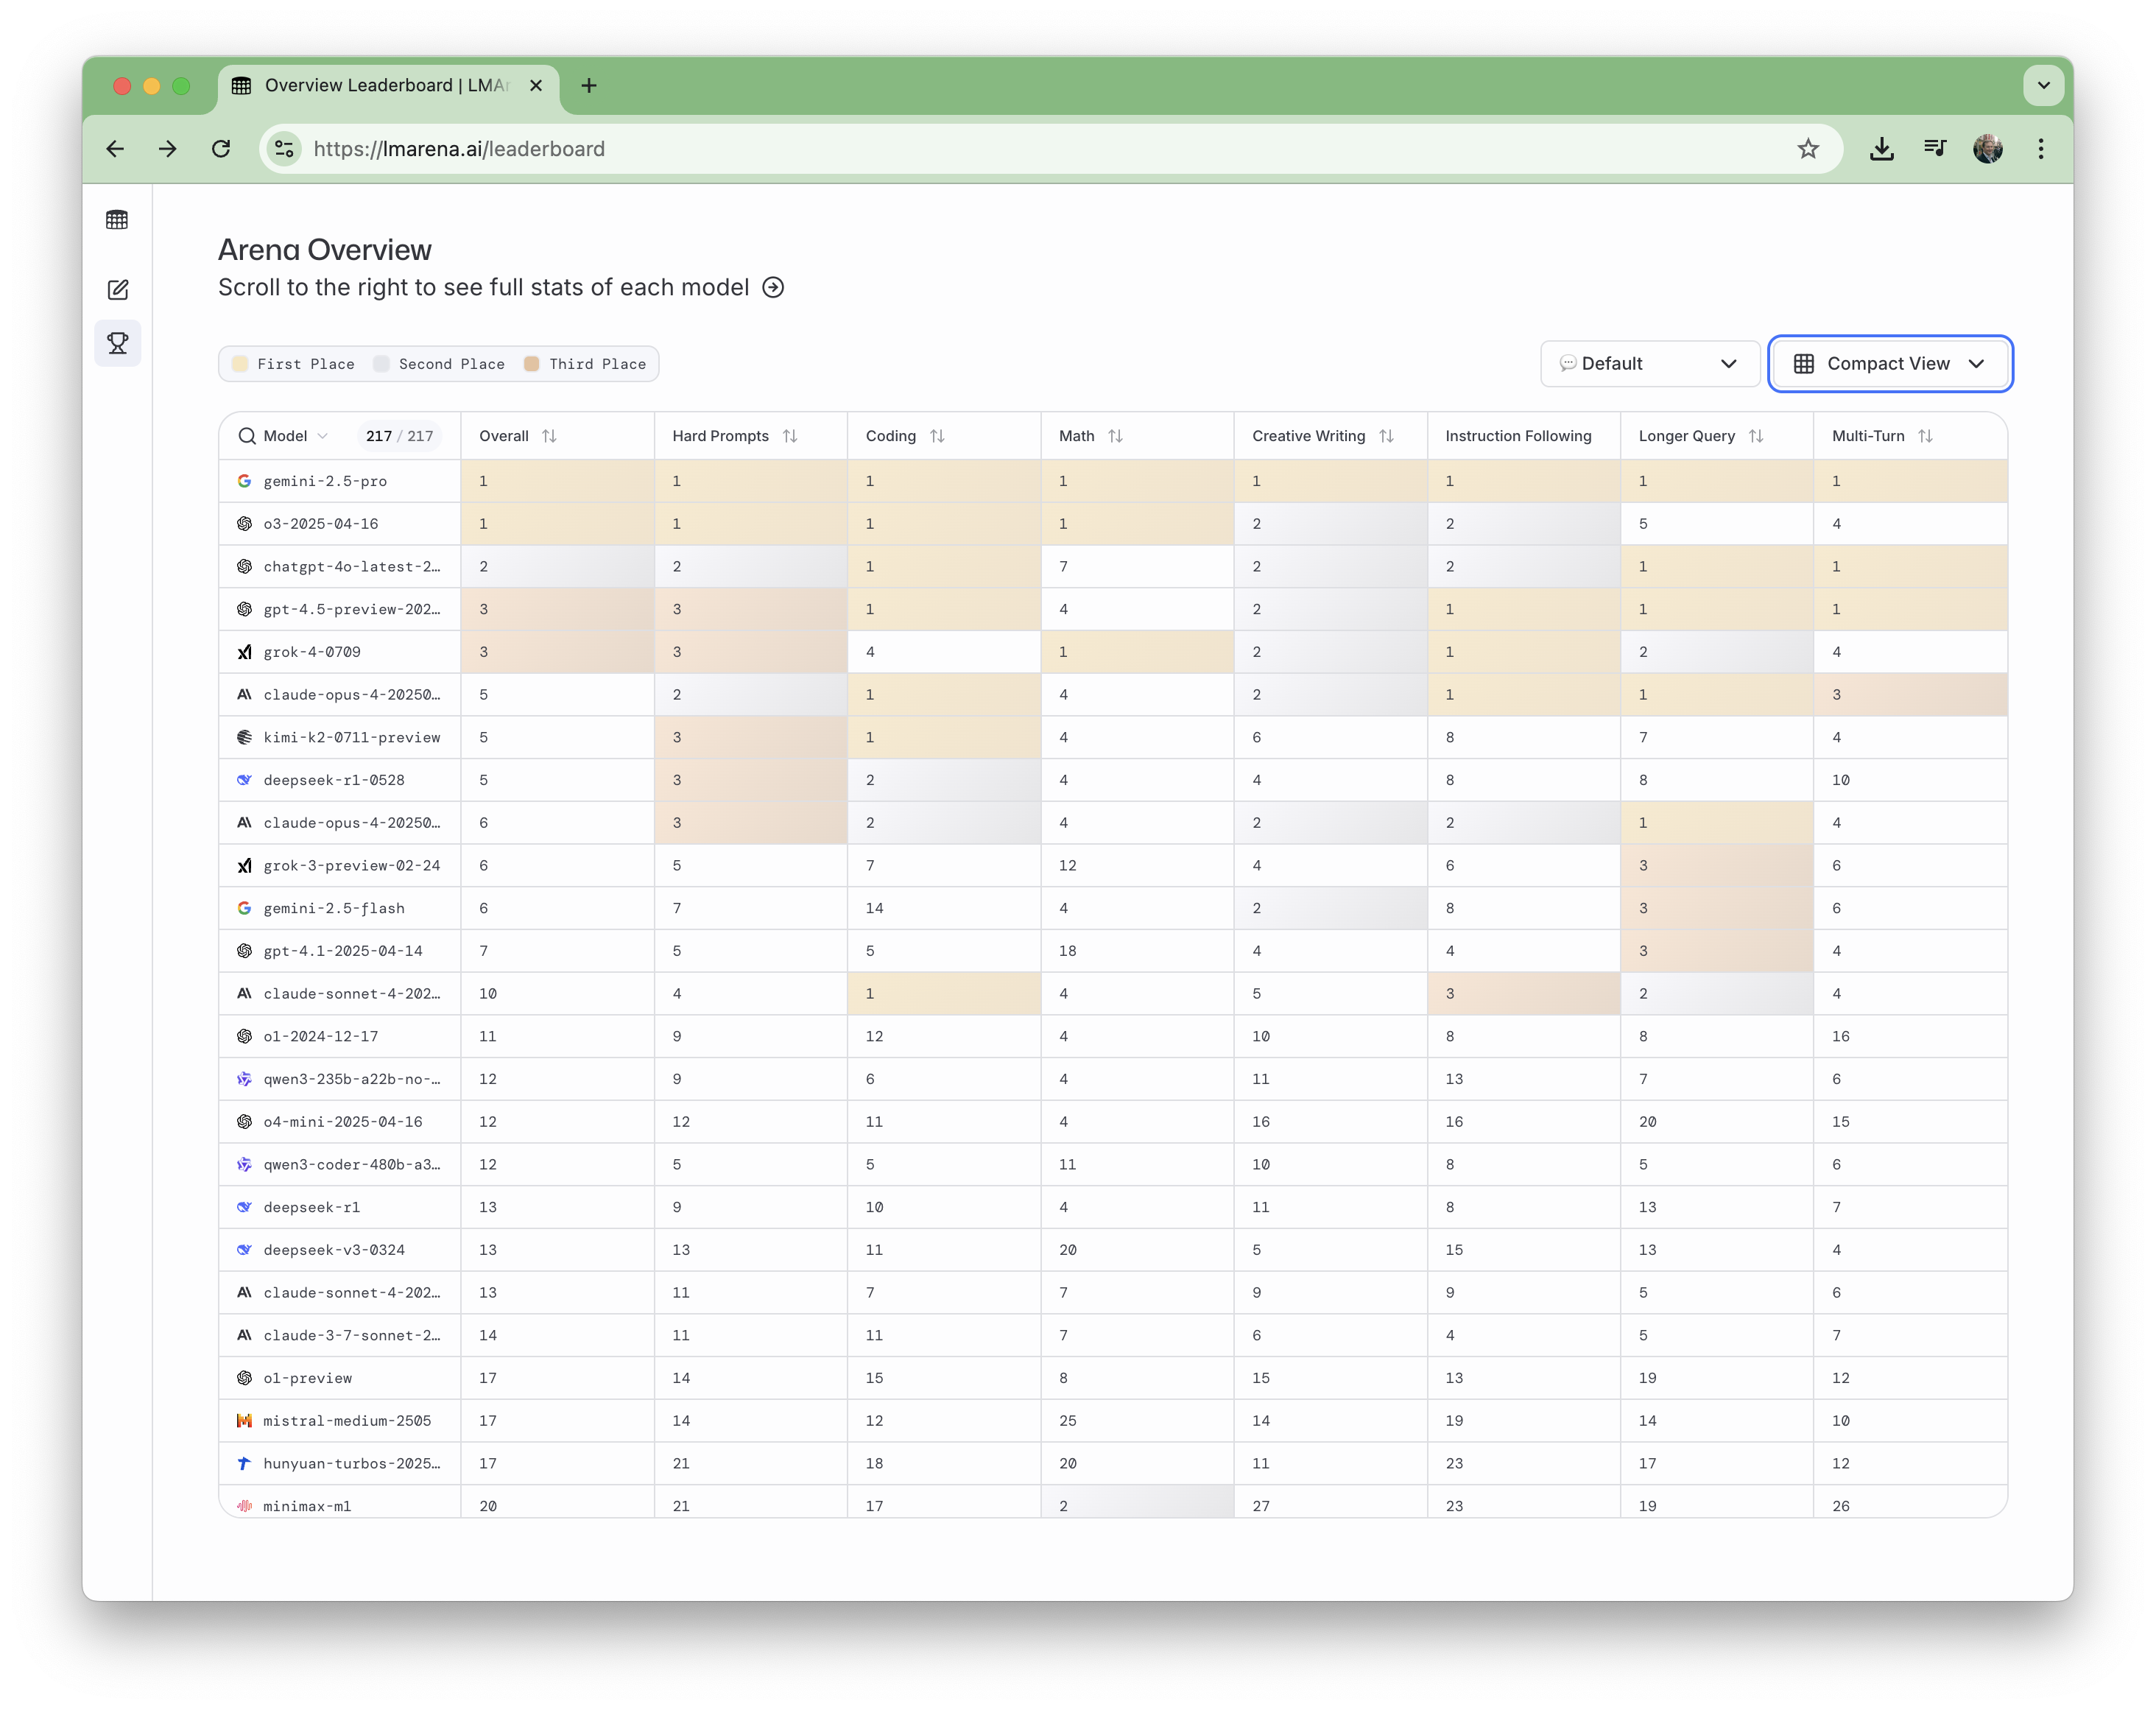 Overview Leaderboard | LMAr
https://lmarena.ai/leaderboard
Arena Overview
Scroll to the right to see full stats of each model
First Place Second Place Third Place
Default
Compact View
Model 217 / 217 Overall Hard Prompts Coding Math Creative Writing Instruction Following Longer Query Multi-Turn
gemini-2.5-pro 1 1 1 1 1 1 1 1
o3-2025-04-16 1 1 1 1 2 2 5 4
chatgpt-4o-latest-2… 2 2 1 7 2 2 1 1
gpt-4.5-preview-202… 3 3 1 4 2 1 1 1
grok-4-0709 3 3 4 1 2 1 2 4
claude-opus-4-20250… 5 2 1 4 2 1 1 3
kimi-k2-0711-preview 5 3 1 4 6 8 7 4
deepseek-r1-0528 5 3 2 4 4 8 8 10
claude-opus-4-20250… 6 3 2 4 2 2 1 4
grok-3-preview-02-24 6 5 7 12 4 6 3 6
gemini-2.5-flash 6 7 14 4 2 8 3 6
gpt-4.1-2025-04-14 7 5 5 18 4 4 3 4
claude-sonnet-4-202… 10 4 1 4 5 3 2 4
o1-2024-12-17 11 9 12 4 10 8 8 16
qwen3-235b-a22b-no-… 12 9 6 4 11 13 7 6
o4-mini-2025-04-16 12 12 11 4 16 16 20 15
qwen3-coder-480b-a3… 12 5 5 11 10 8 5 6
deepseek-r1 13 9 10 4 11 8 13 7
deepseek-v3-0324 13 13 11 20 5 15 13 4
claude-sonnet-4-202… 13 11 7 7 9 9 5 6
claude-3-7-sonnet-2… 14 11 11 7 6 4 5 7
o1-preview 17 14 15 8 15 13 19 12
mistral-medium-2505 17 14 12 25 14 19 14 10
hunyuan-turbos-2025… 17 21 18 20 11 23 17 12
minimax-m1 20 21 17 2 27 23 19 26